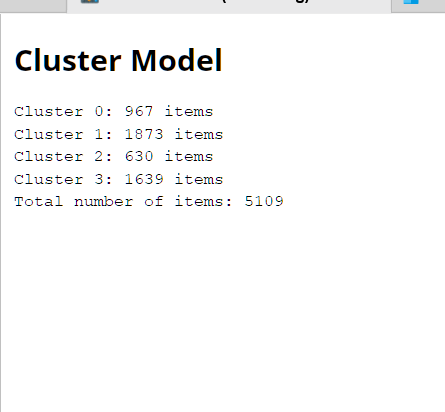 Cluster Model
Cluster 0: 967 items
Cluster 1: 1873 items
Cluster 2: 630 items
Cluster 3: 1639 items
Total number of items: 5109